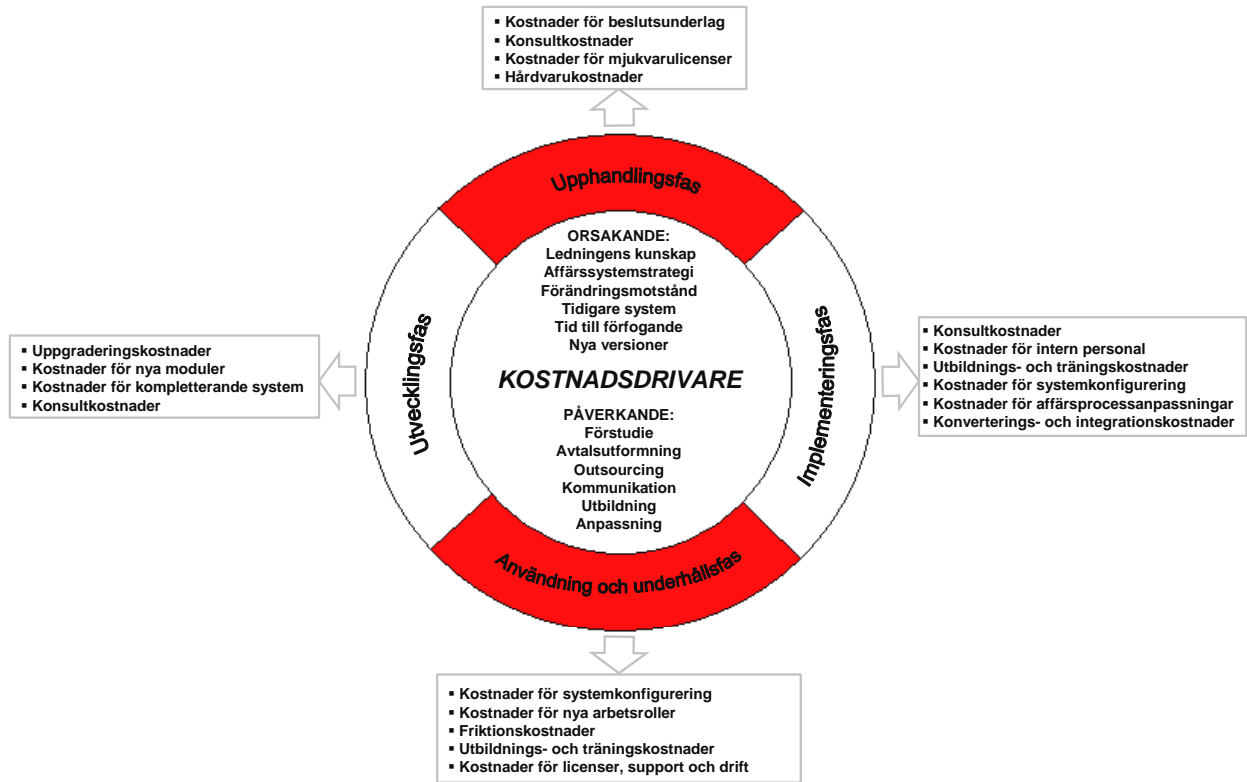 ▪ Kostnader för beslutsunderlag
▪ Konsultkostnader
▪ Kostnader för mjukvarulicenser
▪ Hårdvarukostnader
Upphandlingsfas
ORSAKANDE:
Ledningens kunskap
Affärssystemstrategi
Förändringsmotstånd
Tidigare system
Tid till förfogande
Nya versioner
KOSTNADSDRIVARE
PÅVERKANDE:
Förstudie
Avtalsutformning
Outsourcing
Kommunikation
Utbildning
Anpassning
Implementeringsfas
▪ Konsultkostnader
▪ Kostnader för intern personal
▪ Utbildnings- och träningskostnader
▪ Kostnader för systemkonfigurering
▪ Kostnader för affärsprocessanpassningar
▪ Konverterings- och integrationskostnader
Användning och underhållsfas
▪ Kostnader för systemkonfigurering
▪ Kostnader för nya arbetsroller
▪ Friktionskostnader
▪ Utbildnings- och träningskostnader
▪ Kostnader för licenser, support och drift
Utvecklingsfas
▪ Uppgraderingskostnader
▪ Kostnader för nya moduler
▪ Kostnader för kompletterande system
▪ Konsultkostnader